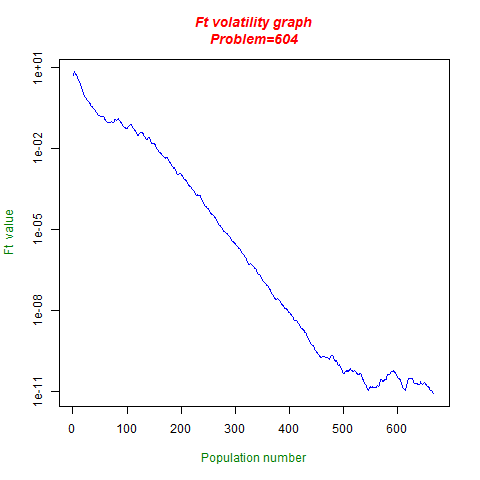 Ft volatility graph
Problem=604
1e+01
1e-02
1e-05
1e-08
1e-11
Ft value
0 100 200 300 400 500 600
Population number